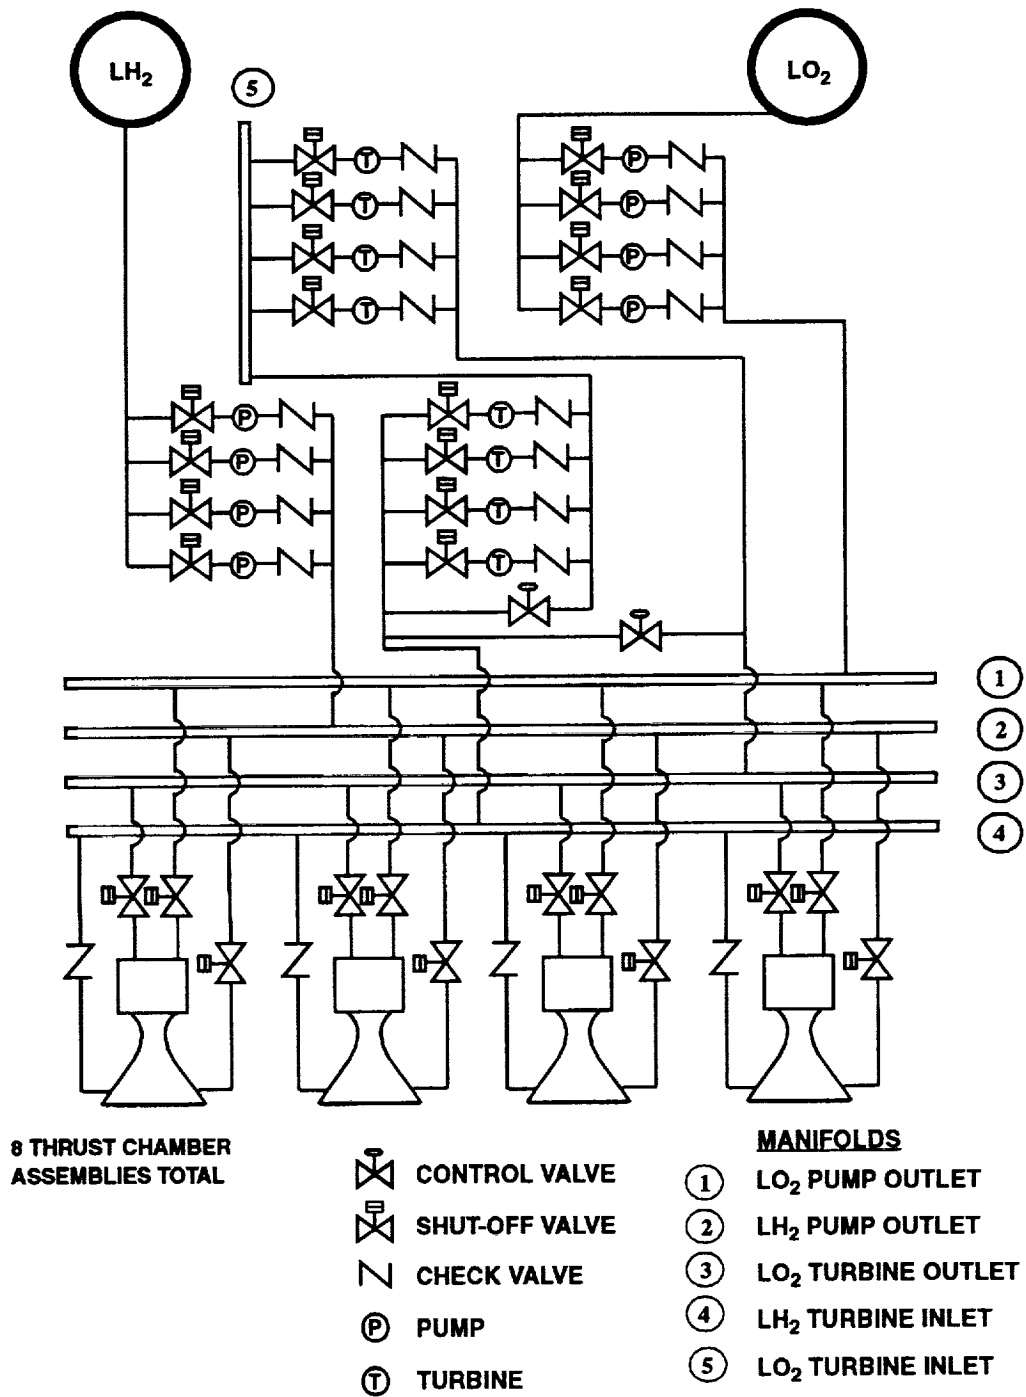 LH2
5
LO2
T P
T P
T P
T P
P T
P T
P T
P T
1
2
3
4
8 THRUST CHAMBER
ASSEMBLIES TOTAL
CONTROL VALVE
SHUT-OFF VALVE
CHECK VALVE
P PUMP
T TURBINE
MANIFOLDS
1 LO2 PUMP OUTLET
2 LH2 PUMP OUTLET
3 LO2 TURBINE OUTLET
4 LH2 TURBINE INLET
5 LO2 TURBINE INLET